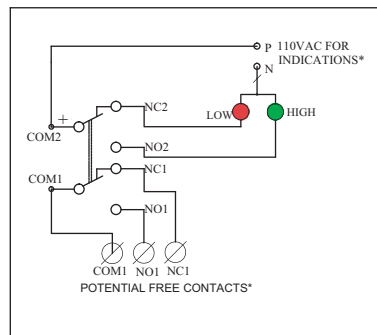 P 110VAC FOR
N INDICATIONS*
LOW
HIGH
NC2
+
COM2
NO2
NC1
COM1
NO1
COM1
NO1
NC1
POTENTIAL FREE CONTACTS*